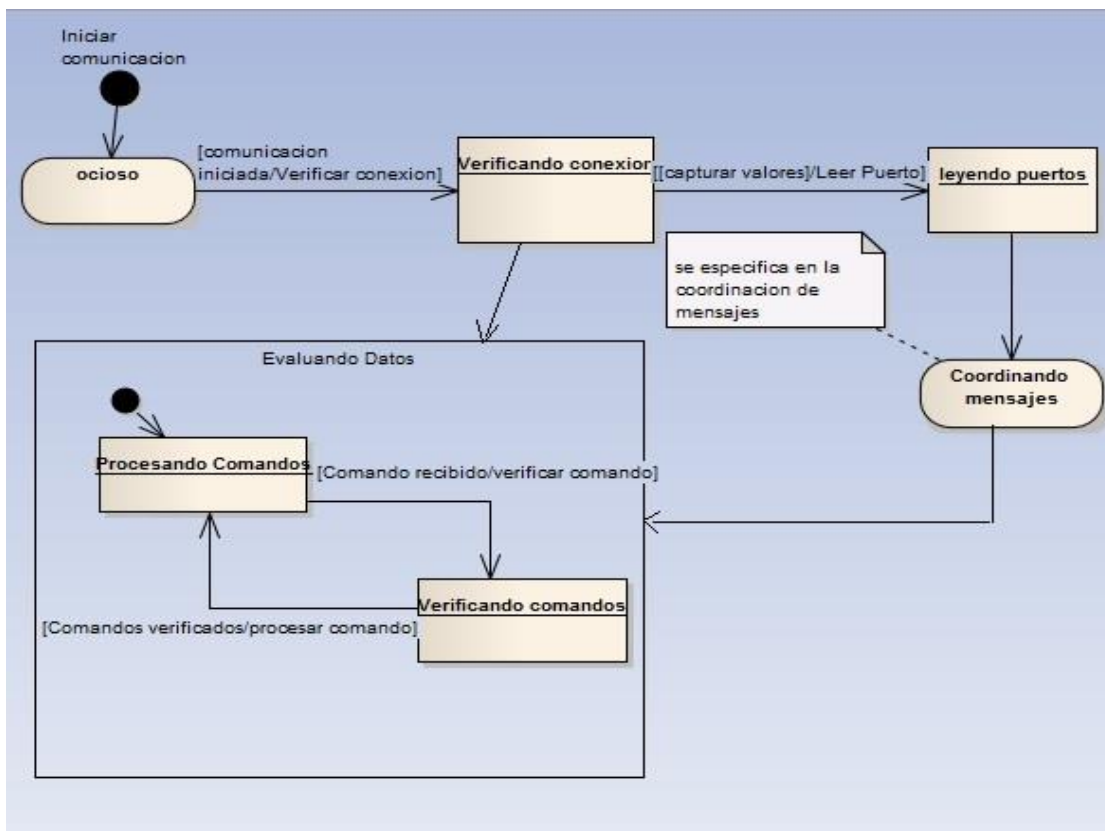 Iniciar
comunicacion
ocioso
[comunicacion
iniciada/Verificar conexion]
Verificando conexior
[[capturar valores]/Leer Puerto]
leyendo puertos
se especifica en la
coordinacion de
mensajes
Coordinando
mensajes
Evaluando Datos
Procesando Comandos
[Comando recibido/verificar comando]
Verificando comandos
[Comandos verificados/procesar comando]